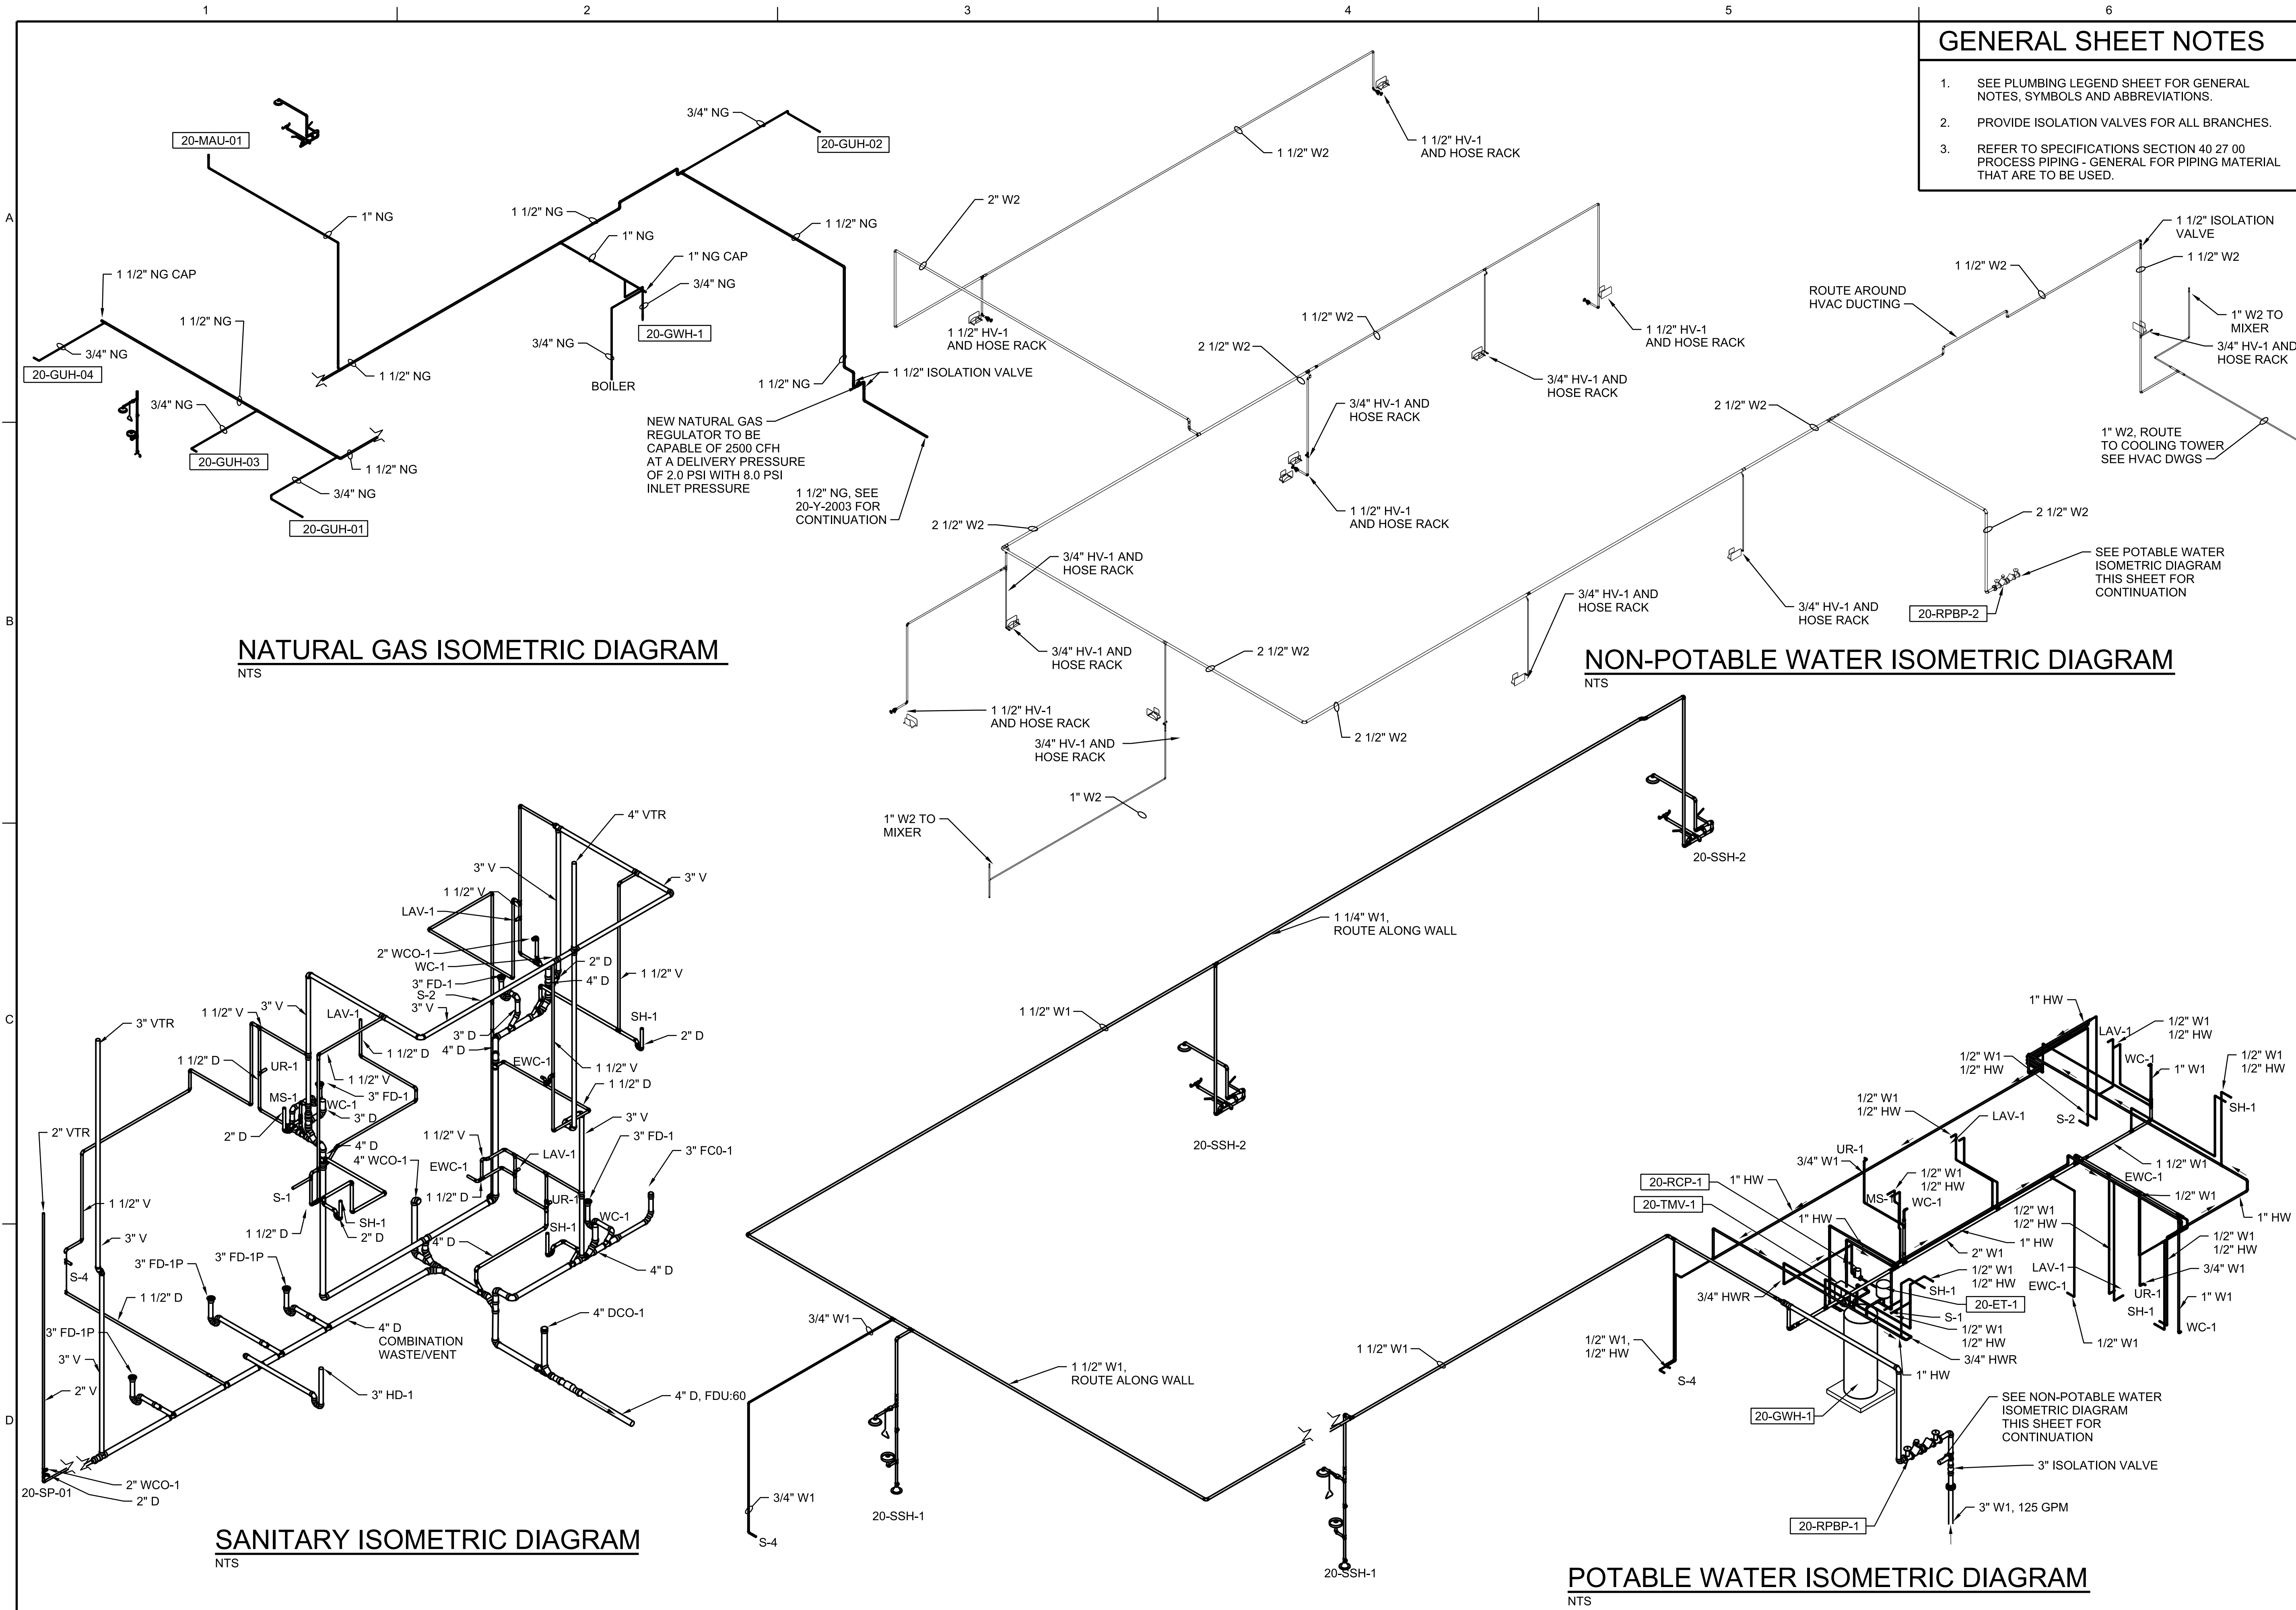 1
2
3
4
5
6
A
B
C
D
GENERAL SHEET NOTES
1. SEE PLUMBING LEGEND SHEET FOR GENERAL
NOTES, SYMBOLS AND ABBREVIATIONS.
2. PROVIDE ISOLATION VALVES FOR ALL BRANCHES.
3. REFER TO SPECIFICATIONS SECTION 40 27 00
PROCESS PIPING - GENERAL FOR PIPING MATERIAL
THAT ARE TO BE USED.
20-MAU-01
3/4" NG
20-GUH-02
1" NG
1 1/2" NG
1" NG
1 1/2" NG
1" NG CAP
3/4" NG
20-GWH-1
1 1/2" NG CAP
1 1/2" NG
3/4" NG
20-GUH-04
3/4" NG
20-GUH-03
1 1/2" NG
3/4" NG
BOILER
1 1/2" NG
1 1/2" ISOLATION VALVE
NEW NATURAL GAS
REGULATOR TO BE
CAPABLE OF 2500 CFH
AT A DELIVERY PRESSURE
OF 2.0 PSI WITH 8.0 PSI
INLET PRESSURE
1 1/2" NG
3/4" NG
20-GUH-01
1 1/2" NG, SEE
20-Y-2003 FOR
CONTINUATION
NATURAL GAS ISOMETRIC DIAGRAM
NTS
1 1/2" HV-1
AND HOSE RACK
1 1/2" W2
2" W2
1 1/2" HV-1
AND HOSE RACK
1 1/2" W2
2 1/2" W2
1 1/2" HV-1
AND HOSE RACK
3/4" HV-1 AND
HOSE RACK
3/4" HV-1 AND
HOSE RACK
1 1/2" HV-1
AND HOSE RACK
2 1/2" W2
3/4" HV-1 AND
HOSE RACK
3/4" HV-1 AND
HOSE RACK
1 1/2" HV-1
AND HOSE RACK
3/4" HV-1 AND
HOSE RACK
2 1/2" W2
2 1/2" W2
1" W2
1" W2 TO
MIXER
1 1/2" ISOLATION
VALVE
1 1/2" W2
1 1/2" W2
ROUTE AROUND
HVAC DUCTING
1" W2 TO
MIXER
3/4" HV-1 AND
HOSE RACK
2 1/2" W2
1" W2, ROUTE
TO COOLING TOWER
SEE HVAC DWGS
2 1/2" W2
SEE POTABLE WATER
ISOMETRIC DIAGRAM
THIS SHEET FOR
CONTINUATION
20-RPBP-2
3/4" HV-1 AND
HOSE RACK
3/4" HV-1 AND
HOSE RACK
NON-POTABLE WATER ISOMETRIC DIAGRAM
NTS
4" VTR
3" V
3" V
1 1/2" V
LAV-1
2" WCO-1
WC-1
3" FD-1
S-2
3" V
2" D
4" D
1 1/2" V
SH-1
2" D
3" D
4" D
EWC-1
1 1/2" V
1 1/2" D
3" V
3" VTR
1 1/2" V
3" V
LAV-1
1 1/2" D
1 1/2" D
UR-1
1 1/2" V
3" FD-1
MS-1
WC-1
3" D
2" D
4" D
4" WCO-1
2" VTR
1 1/2" V
3" V
S-1
1 1/2" D
SH-1
2" D
1 1/2" V
LAV-1
EWC-1
1 1/2" D
3" FD-1
3" FC0-1
UR-1
WC-1
SH-1
4" D
4" D
S-4
3" FD-1P
3" FD-1P
1 1/2" D
3" FD-1P
3" V
2" V
4" D
COMBINATION
WASTE/VENT
4" DCO-1
3" HD-1
4" D, FDU:60
20-SP-01
2" WCO-1
2" D
SANITARY ISOMETRIC DIAGRAM
NTS
20-SSH-2
1 1/4" W1,
ROUTE ALONG WALL
1 1/2" W1
20-SSH-2
3/4" W1
1 1/2" W1,
ROUTE ALONG WALL
1 1/2" W1
3/4" W1
S-4
20-SSH-1
20-SSH-1
1" HW
LAV-1
1/2" W1
1/2" HW
1/2" W1
1/2" HW
WC-1
1" W1
1/2" W1
1/2" HW
SH-1
S-2
1/2" W1
1/2" HW
LAV-1
UR-1
3/4" W1
1/2" W1
1/2" HW
MS-1
WC-1
1 1/2" W1
EWC-1
1/2" W1
1" HW
20-RCP-1
1" HW
20-TMV-1
1" HW
1/2" W1
1/2" HW
1" HW
2" W1
1/2" W1
1/2" HW
3/4" W1
LAV-1
EWC-1
UR-1
1" W1
SH-1
WC-1
1/2" W1
1/2" W1
1/2" HW
SH-1
20-ET-1
S-1
1/2" W1
1/2" HW
3/4" HWR
3/4" HWR
1" HW
1/2" W1,
1/2" HW
S-4
20-GWH-1
SEE NON-POTABLE WATER
ISOMETRIC DIAGRAM
THIS SHEET FOR
CONTINUATION
3" ISOLATION VALVE
3" W1, 125 GPM
20-RPBP-1
POTABLE WATER ISOMETRIC DIAGRAM
NTS